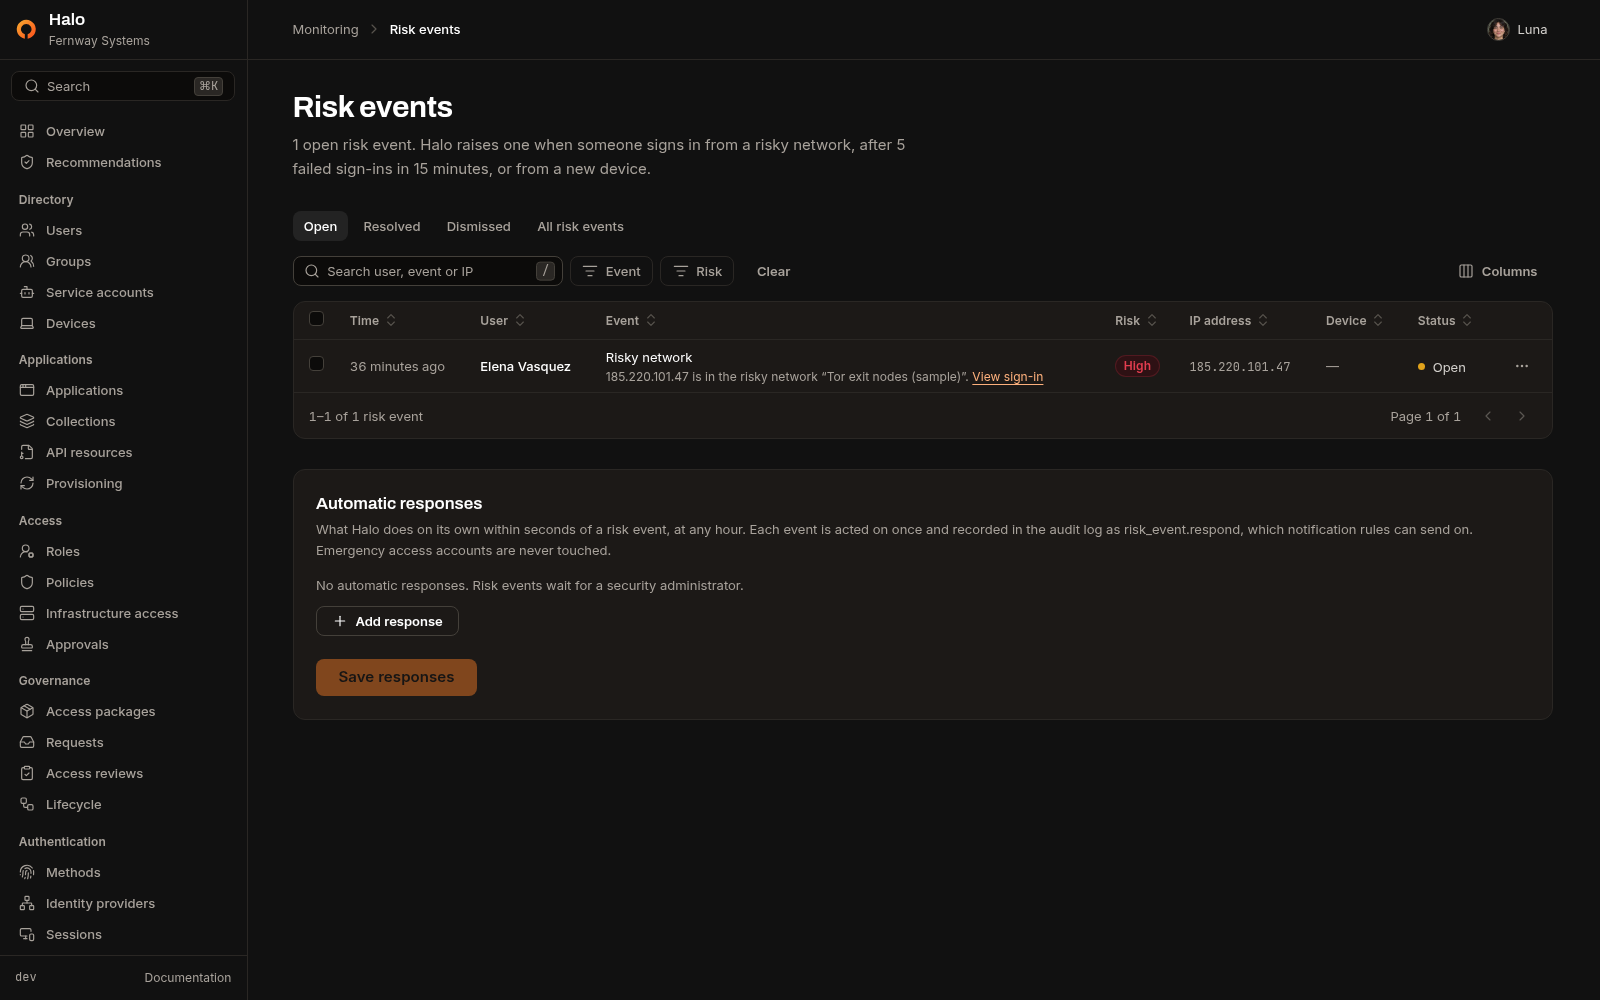 Halo
Fernway Systems
Search
⌘K
Overview
Recommendations
Directory
Users
Groups
Service accounts
Devices
Applications
Applications
Collections
API resources
Provisioning
Access
Roles
Policies
Infrastructure access
Approvals
Governance
Access packages
Requests
Access reviews
Lifecycle
Authentication
Methods
Identity providers
Sessions
dev
Documentation
Monitoring
Risk events
Luna
Risk events
1 open risk event. Halo raises one when someone signs in from a risky network, after 5
failed sign-ins in 15 minutes, or from a new device.
Open
Resolved
Dismissed
All risk events
Search user, event or IP
/
Event
Risk
Clear
Columns
Time
User
Event
Risk
IP address
Device
Status
36 minutes ago
Elena Vasquez
Risky network
185.220.101.47 is in the risky network “Tor exit nodes (sample)”. View sign-in
High
185.220.101.47
—
Open
1–1 of 1 risk event
Page 1 of 1
Automatic responses
What Halo does on its own within seconds of a risk event, at any hour. Each event is acted on once and recorded in the audit log as risk_event.respond, which notification rules can send on.
Emergency access accounts are never touched.
No automatic responses. Risk events wait for a security administrator.
Add response
Save responses